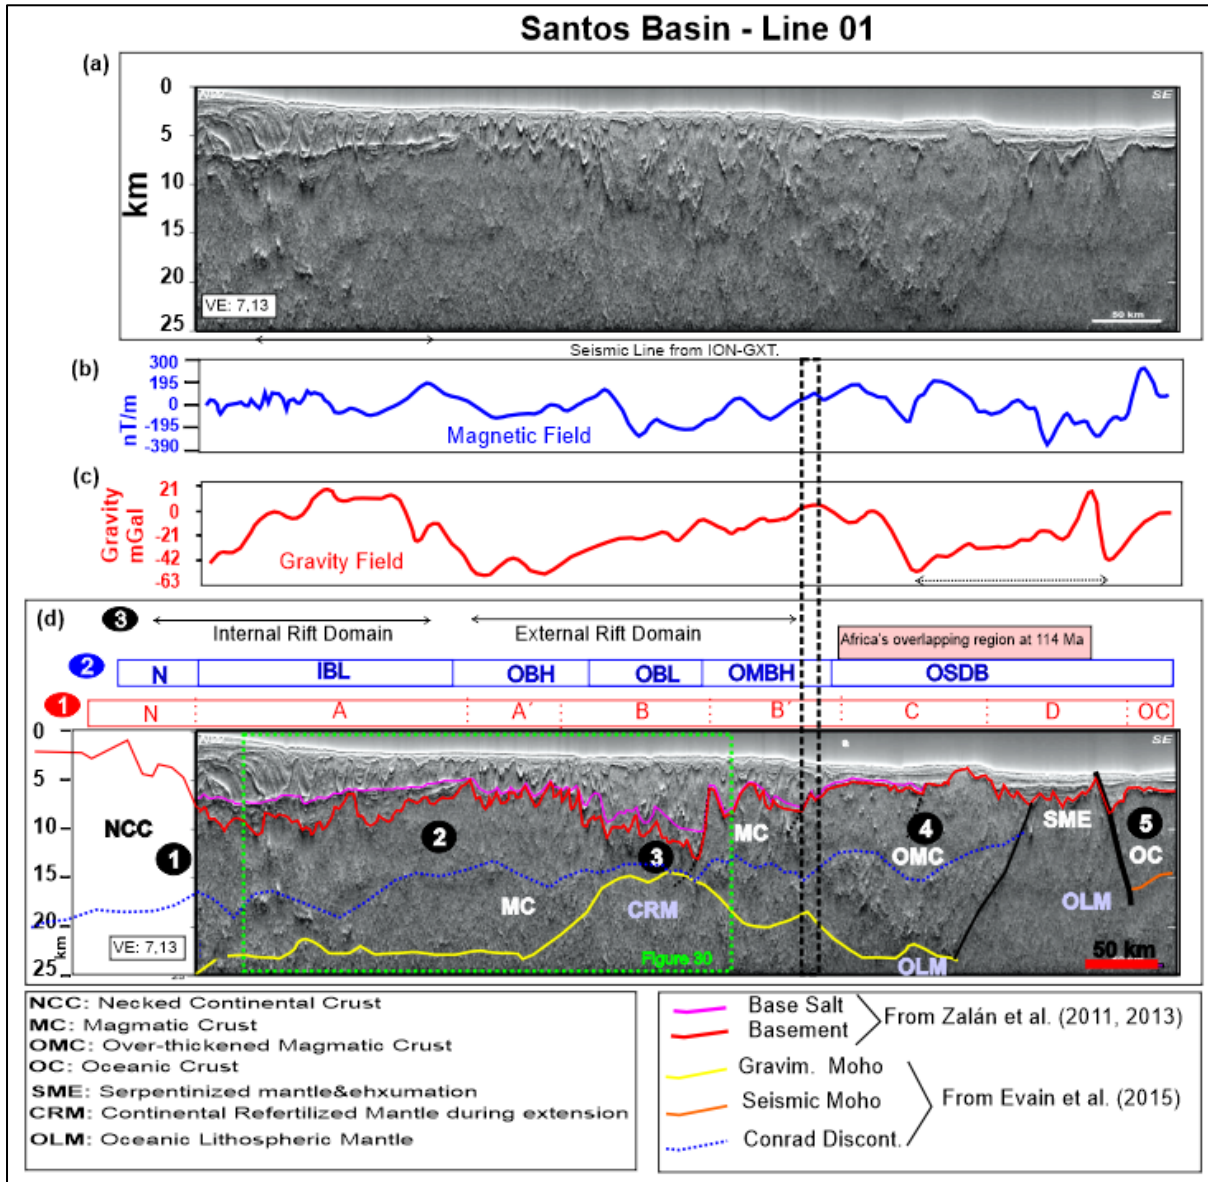 Santos Basin - Line 01
(a)
0
5
10
15
20
25
km
SE
VE: 7,13
50 km
Seismic Line from ION-GXT.
(b)
300
195
0
-195
-390
nT/m
Magnetic Field
(c)
21
0
-21
-42
-63
Gravity
mGal
Gravity Field
(d)
3
Internal Rift Domain
External Rift Domain
Africa's overlapping region at 114 Ma
2
N
IBL
OBH
OBL
OMBH
OSDB
1
N
A
A´
B
B´
C
D
OC
0
5
10
15
20
25
km
SE
NCC
1
2
3
4
5
MC
MC
CRM
OMC
OLM
SME
OLM
OC
VE: 7,13
Figure 30
50 km
NCC: Necked Continental Crust
MC: Magmatic Crust
OMC: Over-thickened Magmatic Crust
OC: Oceanic Crust
SME: Serpentinized mantle&ehxumation
CRM: Continental Refertilized Mantle during extension
OLM: Oceanic Lithospheric Mantle
Base Salt
Basement
From Zalán et al. (2011, 2013)
Gravim. Moho
Seismic Moho
Conrad Discont.
From Evain et al. (2015)